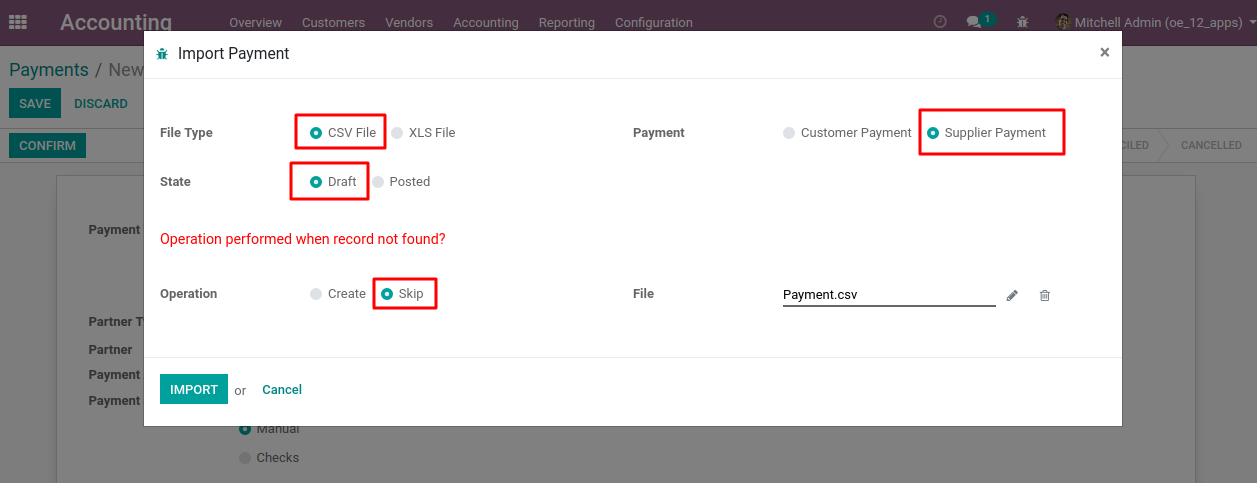 Accounting Overview Customers Vendors Accounting Reporting Configuration 1 Mitchell Admin (oe_12_apps)
Import Payment ×
Payments / New
SAVE DISCARD
File Type CSV File XLS File Payment Customer Payment Supplier Payment
CONFIRM CANCELLED
State Draft Posted
Payment
Operation performed when record not found?
Operation Create Skip File Payment.csv
Partner
Partner
Payment
IMPORT or Cancel
Payment
Manual
Checks